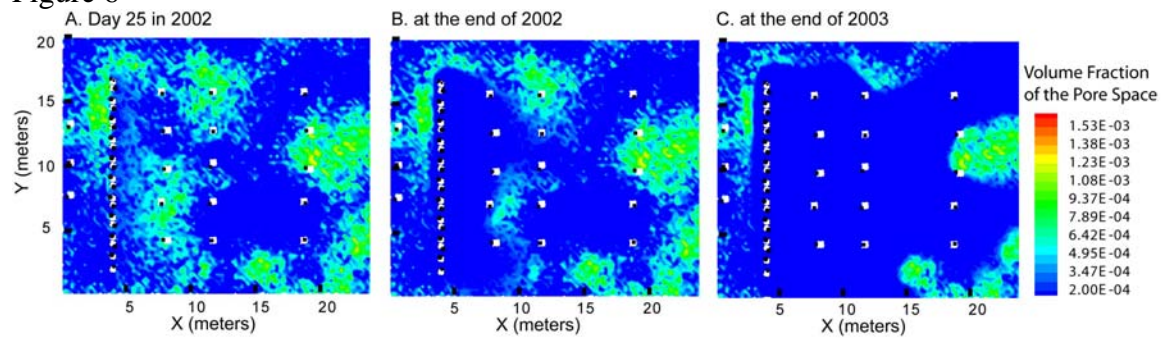 Figure 6
A. Day 25 in 2002
B. at the end of 2002
C. at the end of 2003
20
15
10
5
Y (meters)
5 10 15 20
X (meters)
5 10 15 20
X (meters)
5 10 15 20
X (meters)
Volume Fraction
of the Pore Space
1.53E-03
1.38E-03
1.23E-03
1.08E-03
9.37E-04
7.89E-04
6.42E-04
4.95E-04
3.47E-04
2.00E-04